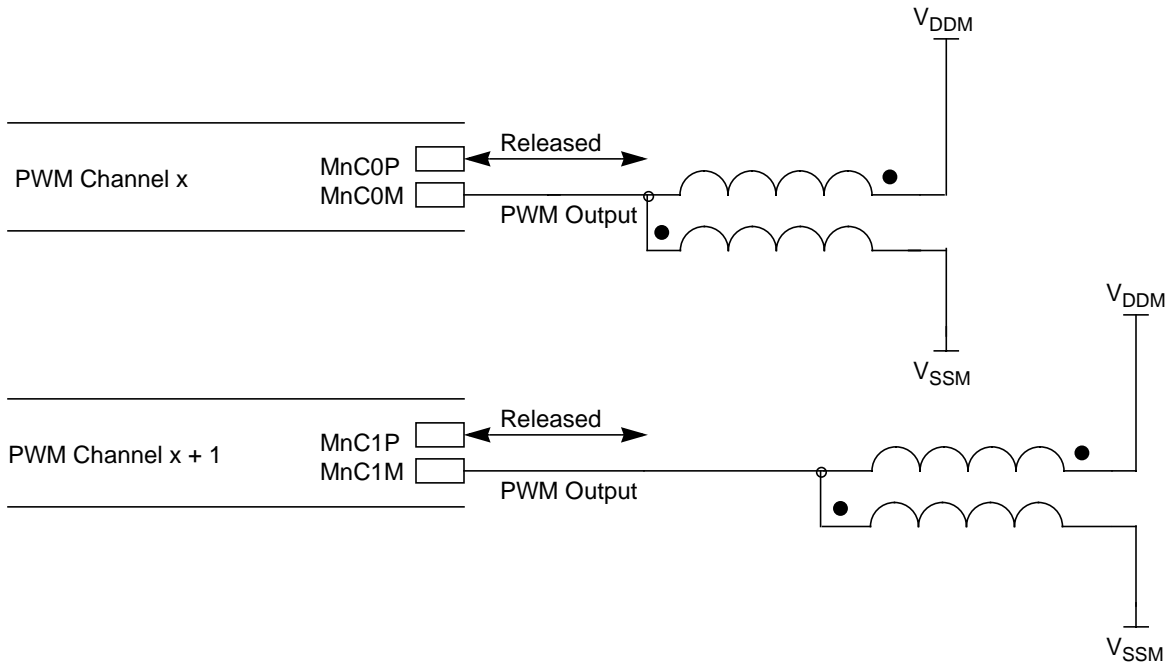 VDDM
Released
MnC0P
PWM Channel x
MnC0M
PWM Output
VDDM
VSSM
Released
MnC1P
PWM Channel x + 1
MnC1M
PWM Output
VSSM